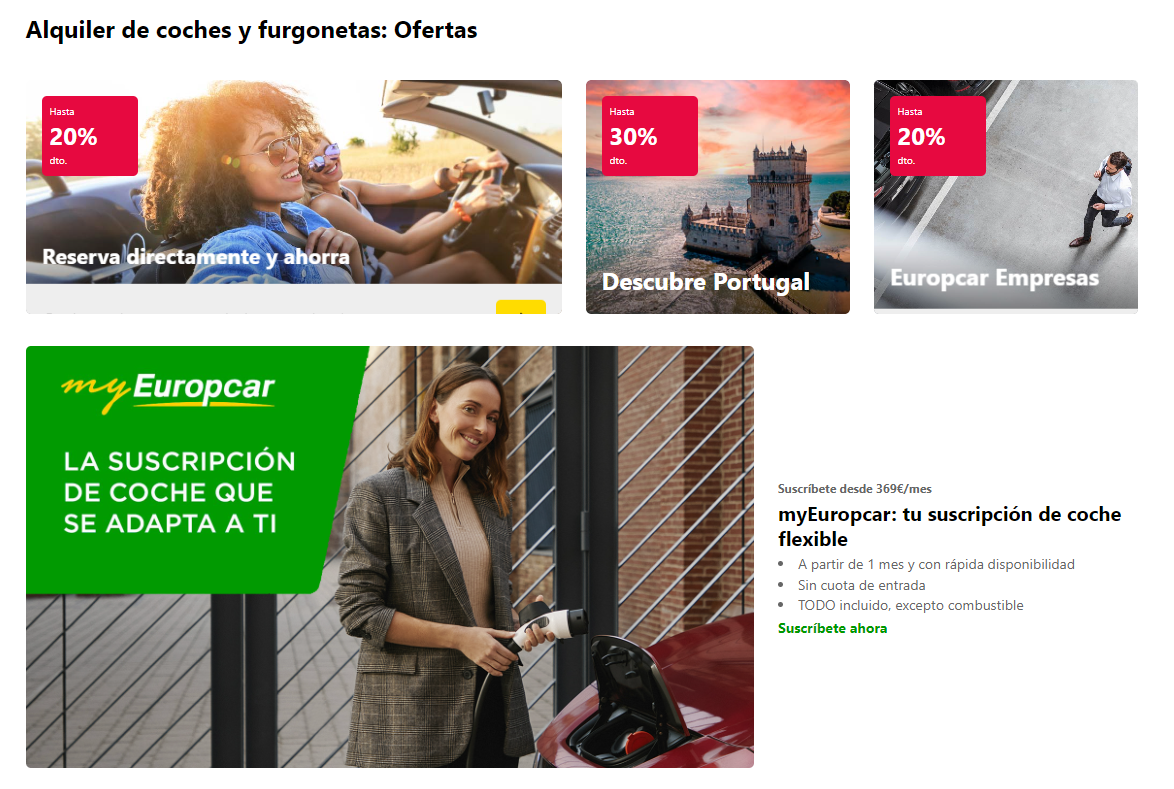 Alquiler de coches y furgonetas: Ofertas
Hasta
20%
dto.
Reserva directamente y ahorra
Hasta
30%
dto.
Descubre Portugal
Hasta
20%
dto.
Europcar Empresas
my Europcar
LA SUSCRIPCIÓN
DE COCHE QUE
SE ADAPTA A TI
Suscríbete desde 369€/mes
myEuropcar: tu suscripción de coche
flexible
• A partir de 1 mes y con rápida disponibilidad
• Sin cuota de entrada
• TODO incluido, excepto combustible
Suscríbete ahora